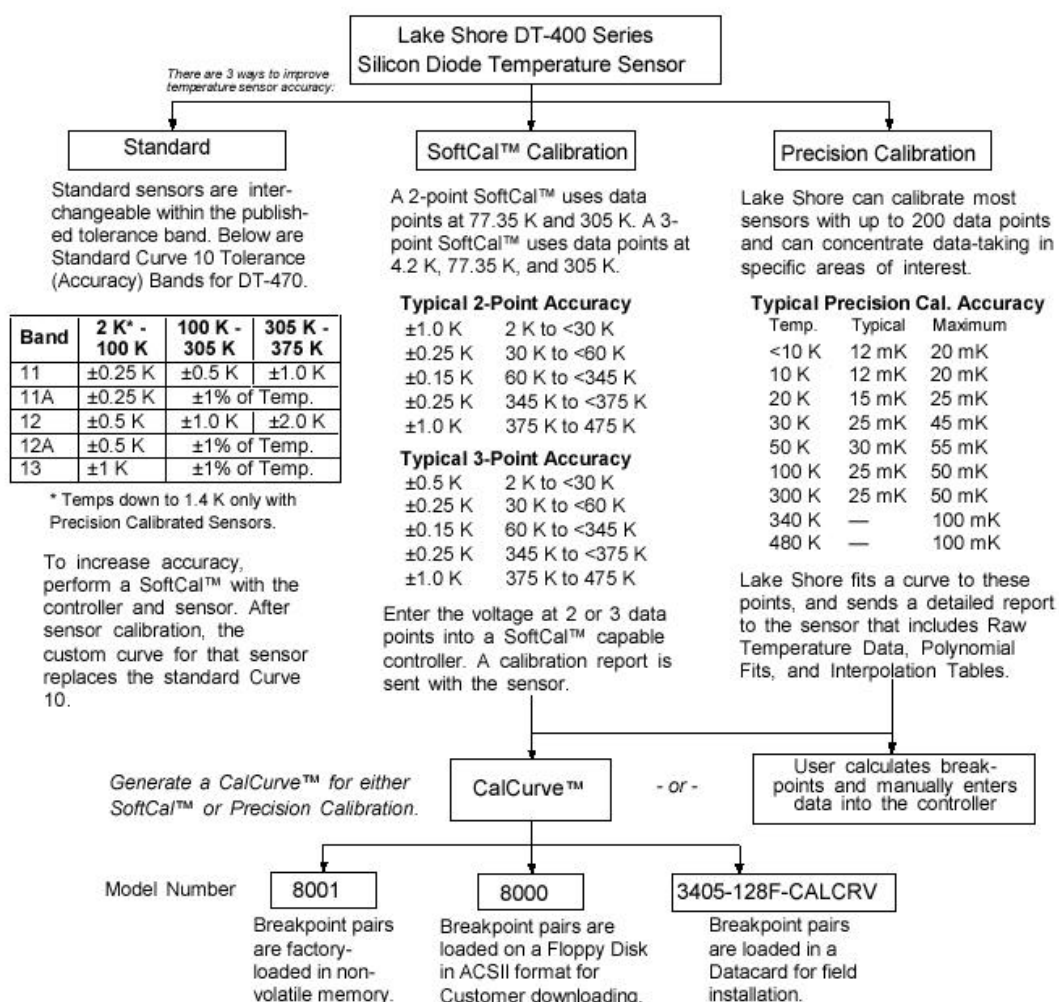 Lake Shore DT-400 Series
Silicon Diode Temperature Sensor
There are 3 ways to improve
temperature sensor accuracy:
Standard
Standard sensors are inter-
changeable within the publish-
ed tolerance band. Below are
Standard Curve 10 Tolerance
(Accuracy) Bands for DT-470.
Band 2 K* - 100 K 100 K - 305 K 305 K - 375 K
11 ±0.25 K ±0.5 K ±1.0 K
11A ±0.25 K ±1% of Temp.
12 ±0.5 K ±1.0 K ±2.0 K
12A ±0.5 K ±1% of Temp.
13 ±1 K ±1% of Temp.
* Temps down to 1.4 K only with
Precision Calibrated Sensors.
To increase accuracy,
perform a SoftCal™ with the
controller and sensor. After
sensor calibration, the
custom curve for that sensor
replaces the standard Curve
10.
SoftCal™ Calibration
A 2-point SoftCal™ uses data
points at 77.35 K and 305 K. A 3-
point SoftCal™ uses data points at
4.2 K, 77.35 K, and 305 K.
Typical 2-Point Accuracy
±1.0 K 2 K to <30 K
±0.25 K 30 K to <60 K
±0.15 K 60 K to <345 K
±0.25 K 345 K to <375 K
±1.0 K 375 K to 475 K
Typical 3-Point Accuracy
±0.5 K 2 K to <30 K
±0.25 K 30 K to <60 K
±0.15 K 60 K to <345 K
±0.25 K 345 K to <375 K
±1.0 K 375 K to 475 K
Enter the voltage at 2 or 3 data
points into a SoftCal™ capable
controller. A calibration report is
sent with the sensor.
Precision Calibration
Lake Shore can calibrate most
sensors with up to 200 data points
and can concentrate data-taking in
specific areas of interest.
Typical Precision Cal. Accuracy
Temp. Typical Maximum
<10 K 12 mK 20 mK
10 K 12 mK 20 mK
20 K 15 mK 25 mK
30 K 25 mK 45 mK
50 K 30 mK 55 mK
100 K 25 mK 50 mK
300 K 25 mK 50 mK
340 K — 100 mK
480 K — 100 mK
Lake Shore fits a curve to these
points, and sends a detailed report
to the sensor that includes Raw
Temperature Data, Polynomial
Fits, and Interpolation Tables.
Generate a CalCurve™ for either
SoftCal™ or Precision Calibration.
CalCurve™
- or -
User calculates break-
points and manually enters
data into the controller
Model Number
8001
Breakpoint pairs
are factory-
loaded in non-
volatile memory.
8000
Breakpoint pairs are
loaded on a Floppy Disk
in ACSII format for
Customer downloading.
3405-128F-CALCRV
Breakpoint pairs
are loaded in a
Datacard for field
installation.